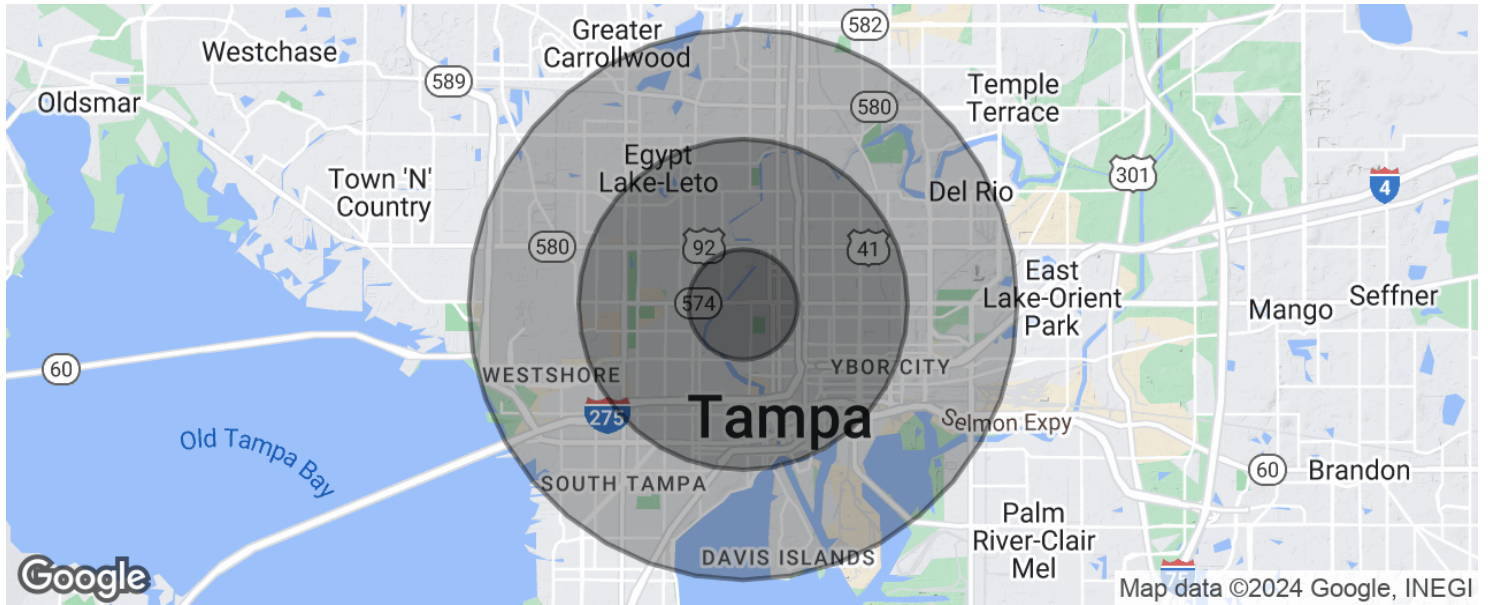 Greater
Carrollwood
582
Westchase
589
Oldsmar
Temple
Terrace
580
Egypt
Lake-Leto
Town 'N'
Country
301
4
Del Rio
580
92
41
East
Lake-Orient
Park
574
Mango
Seffner
60
WESTSHORE
YBOR CITY
275
Tampa
Selmon Expy
Old Tampa Bay
60
Brandon
SOUTH TAMPA
Palm
River-Clair
Mel
DAVIS ISLANDS
75
Google
Map data ©2024 Google, INEGI